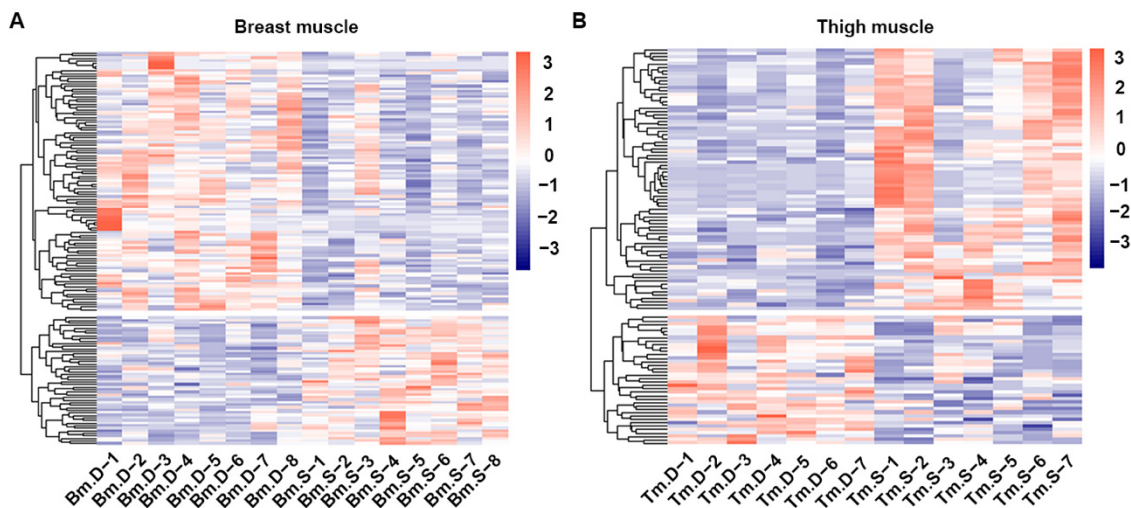 A
Breast muscle
3
2
1
0
−1
−2
−3
Bm.D−1
Bm.D−2
Bm.D−3
Bm.D−4
Bm.D−5
Bm.D−6
Bm.D−7
Bm.D−8
Bm.S−1
Bm.S−2
Bm.S−3
Bm.S−4
Bm.S−5
Bm.S−6
Bm.S−7
Bm.S−8
B
Thigh muscle
3
2
1
0
−1
−2
−3
Tm.D−1
Tm.D−2
Tm.D−3
Tm.D−4
Tm.D−5
Tm.D−6
Tm.D−7
Tm.S−1
Tm.S−2
Tm.S−3
Tm.S−4
Tm.S−5
Tm.S−6
Tm.S−7